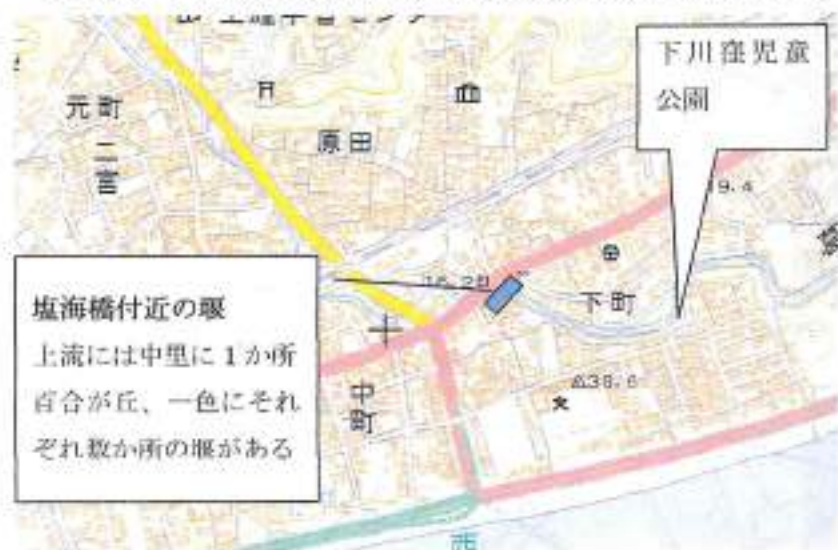 下川窪児童
公園
元町
二宮
原田
19.4
塩海橋付近の堰
上流には中里に1か所
百合が丘、一色にそれ
ぞれ数か所の堰がある
下町
中町
△38.6
西